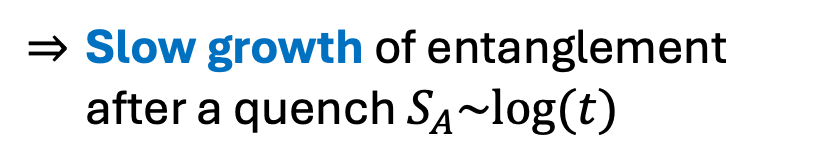 ⇒ Slow growth of entanglement
after a quench S_A~log(t)